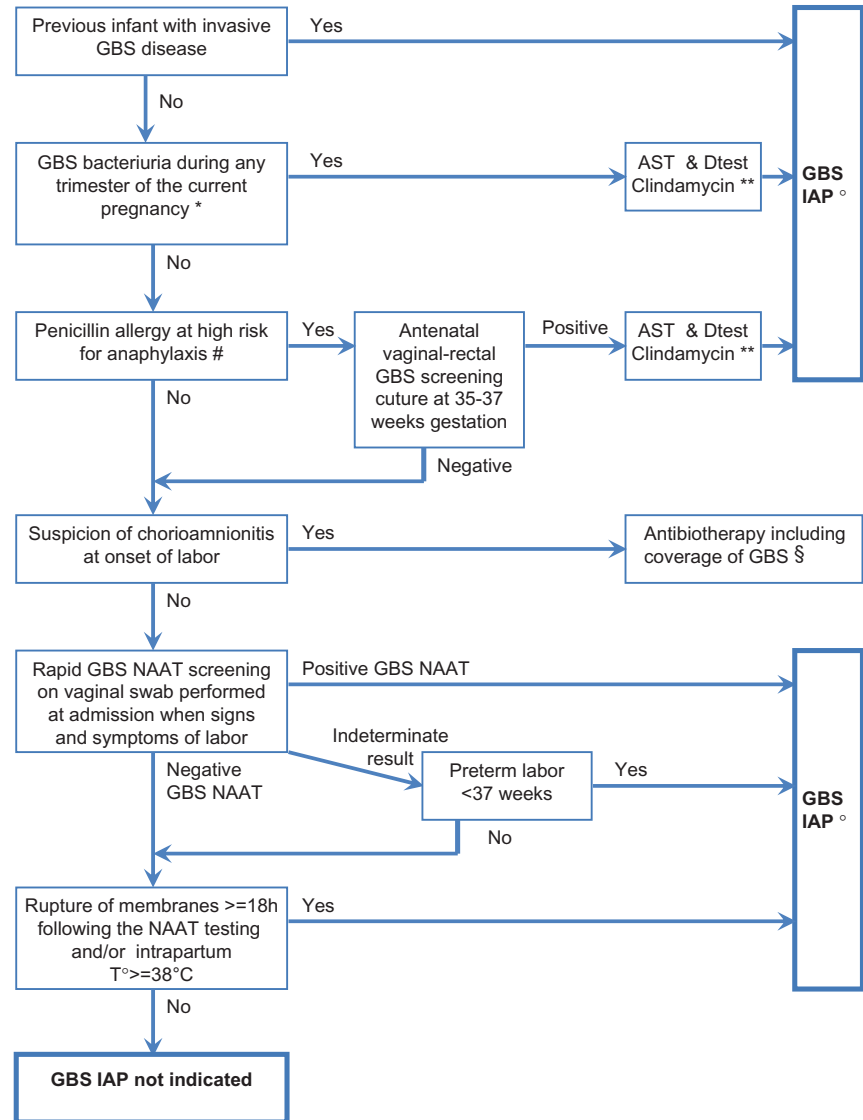 Previous infant with invasive
GBS disease
Yes
No
GBS bacteriuria during any
trimester of the current
pregnancy *
Yes
AST & Dtest
Clindamycin **
GBS
IAP °
No
Penicillin allergy at high risk
for anaphylaxis #
Yes
Antenatal
vaginal-rectal
GBS screening
cuture at 35-37
weeks gestation
Positive
AST & Dtest
Clindamycin **
No
Negative
Suspicion of chorioamnionitis
at onset of labor
Yes
Antibiotherapy including
coverage of GBS §
No
Rapid GBS NAAT screening
on vaginal swab performed
at admission when signs
and symptoms of labor
Positive GBS NAAT
Indeterminate
result
Negative
GBS NAAT
Preterm labor
<37 weeks
Yes
GBS
IAP °
No
Rupture of membranes >=18h
following the NAAT testing
and/or intrapartum
T°>=38°C
Yes
No
GBS IAP not indicated